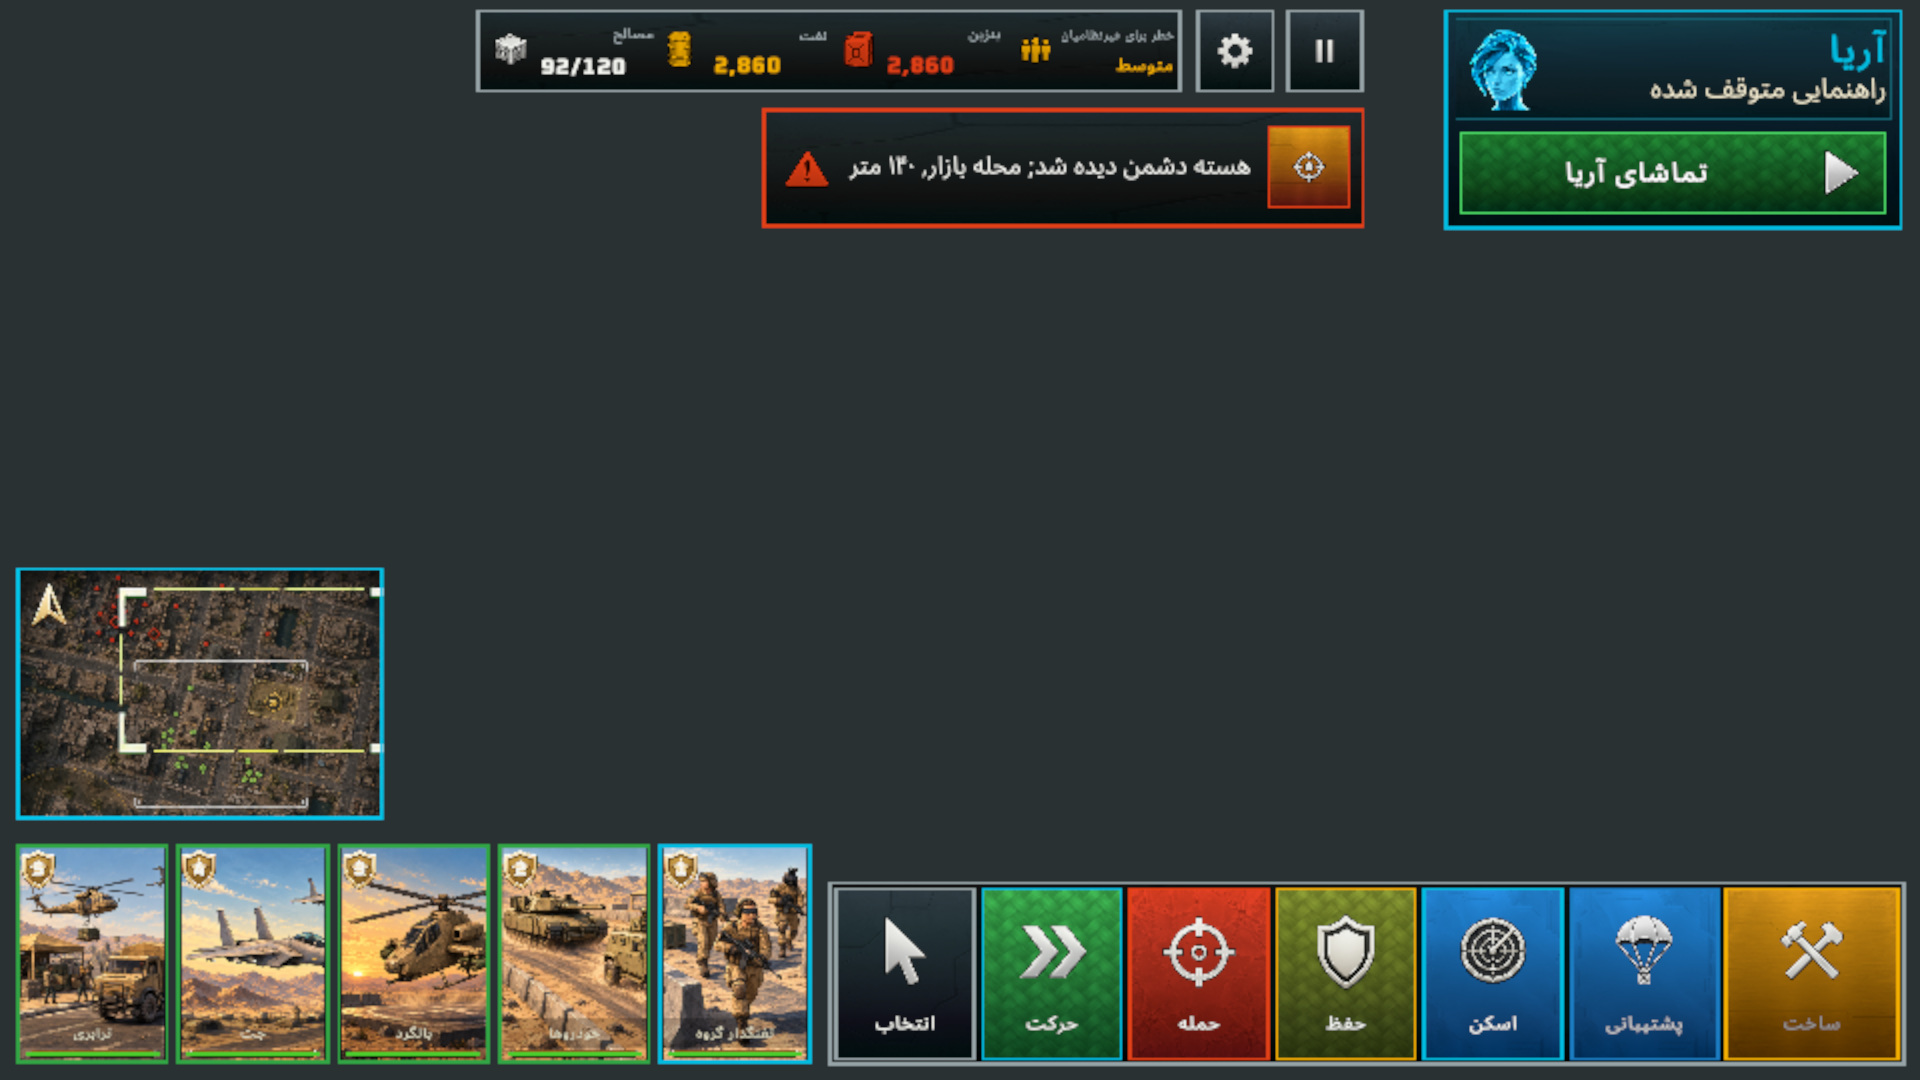 مصالح
92/120
نفت
2,860
بنزین
2,860
خطر برای غیرنظامیان
متوسط
آریا
راهنمایی متوقف شده
تماشای آریا
هسته دشمن دیده شد; محله بازار, ۱۴۰ متر
ترابری
جت
بالگرد
خودروها
تفنگدار گروه
انتخاب
حرکت
حمله
حفظ
اسکن
پشتیبانی
ساخت